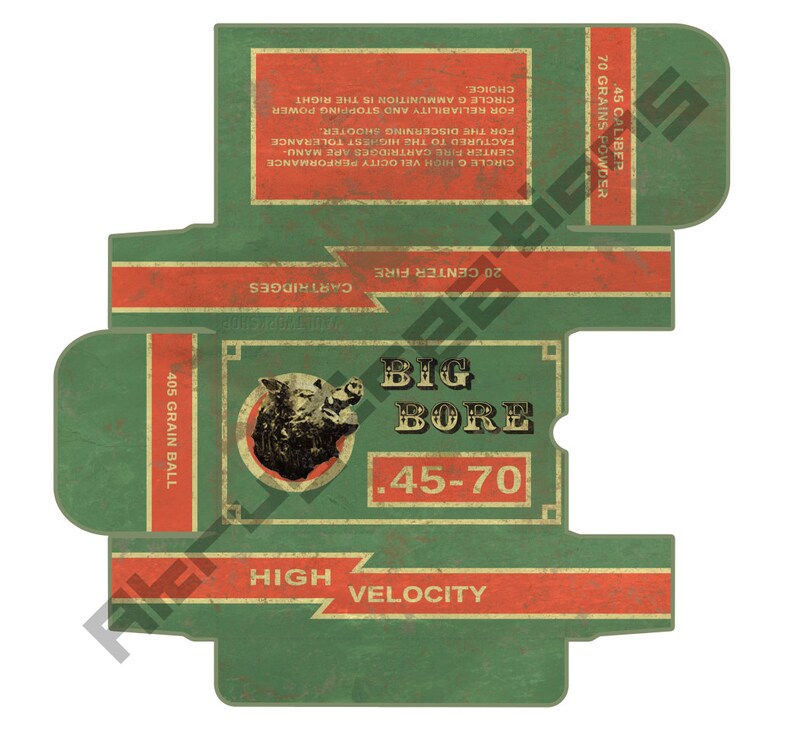 CIRCLE G HIGH VELOCITY PERFORMANCE
CENTER FIRE CARTRIDGES ARE MANU-
FACTURED TO THE HIGHEST TOLERANCE
FOR THE DISCERNING SHOOTER.
FOR RELIABILITY AND STOPPING POWER
CIRCLE G AMMUNITION IS THE RIGHT
CHOICE.
.45 CALIBER
70 GRAINS POWDER
20 CENTER FIRE
CARTRIDGES
405 GRAIN BALL
BIG
BORE
.45-70
HIGH
VELOCITY